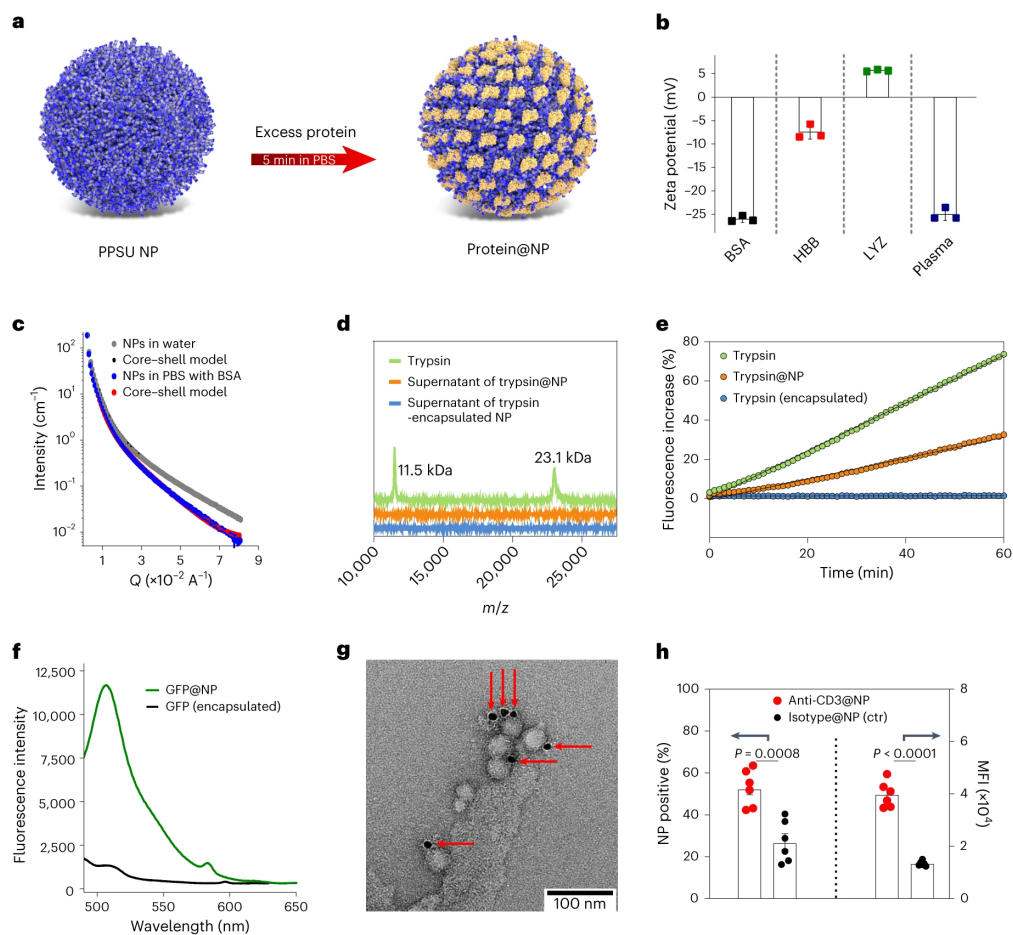 a
Excess protein
5 min in PBS
PPSU NP
Protein@NP
b
Zeta potential (mV)
5
0
−5
−10
−15
−20
−25
BSA
HBB
LYZ
Plasma
c
Intensity (cm⁻¹)
10²
10¹
10⁰
10⁻¹
10⁻²
NPs in water
Core–shell model
NPs in PBS with BSA
Core–shell model
1
3
5
7
9
Q (×10⁻² A⁻¹)
d
Trypsin
Supernatant of trypsin@NP
Supernatant of trypsin
-encapsulated NP
11.5 kDa
23.1 kDa
10,000
15,000
20,000
25,000
m/z
e
Fluorescence increase (%)
80
60
40
20
0
Trypsin
Trypsin@NP
Trypsin (encapsulated)
0
20
40
60
Time (min)
f
Fluorescence intensity
12,500
10,000
7,500
5,000
2,500
0
GFP@NP
GFP (encapsulated)
500
550
600
650
Wavelength (nm)
g
100 nm
h
NP positive (%)
100
80
60
40
20
0
Anti-CD3@NP
Isotype@NP (ctr)
P = 0.0008
P < 0.0001
8
6
4
2
0
MFI (×10⁴)